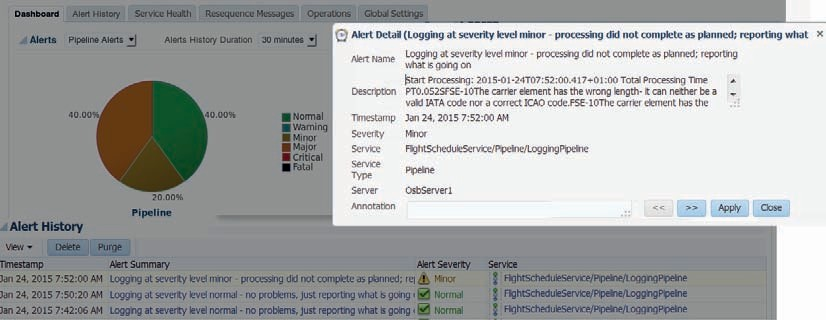 Dashboard Alert History Service Health Resequence Messages Operations Global Settings
Alerts Pipeline Alerts Alerts History Duration 30 minutes
40.00% 40.00%
20.00%
Normal
Warning
Minor
Major
Critical
Fatal
Pipeline
Alert Detail (Logging at severity level minor - processing did not complete as planned; reporting what
Alert Name Logging at severity level minor - processing did not complete as planned; reporting
what is going on
Start Processing: 2015-01-24T07:52:00.417+01:00 Total Processing Time
Description PT0.052SFSE-10The carrier element has the wrong length- it can neither be a
valid IATA code nor a correct ICAO code.FSE-10The carrier element has the
Timestamp Jan 24, 2015 7:52:00 AM
Severity Minor
Service FlightScheduleService/Pipeline/LoggingPipeline
Service
Type Pipeline
Server OsbServer1
Annotation << >> Apply Close
Alert History
View Delete Purge
Timestamp Alert Summary Alert Severity Service
Jan 24, 2015 7:52:00 AM Logging at severity level minor - processing did not complete as planned; Minor FlightScheduleService/Pipeline/LoggingPipeline
Jan 24, 2015 7:50:20 AM Logging at severity level normal - no problems, just reporting what is going Normal FlightScheduleService/Pipeline/LoggingPipeline
Jan 24, 2015 7:42:06 AM Logging at severity level normal - no problems, just reporting what is going Normal FlightScheduleService/Pipeline/LoggingPipeline